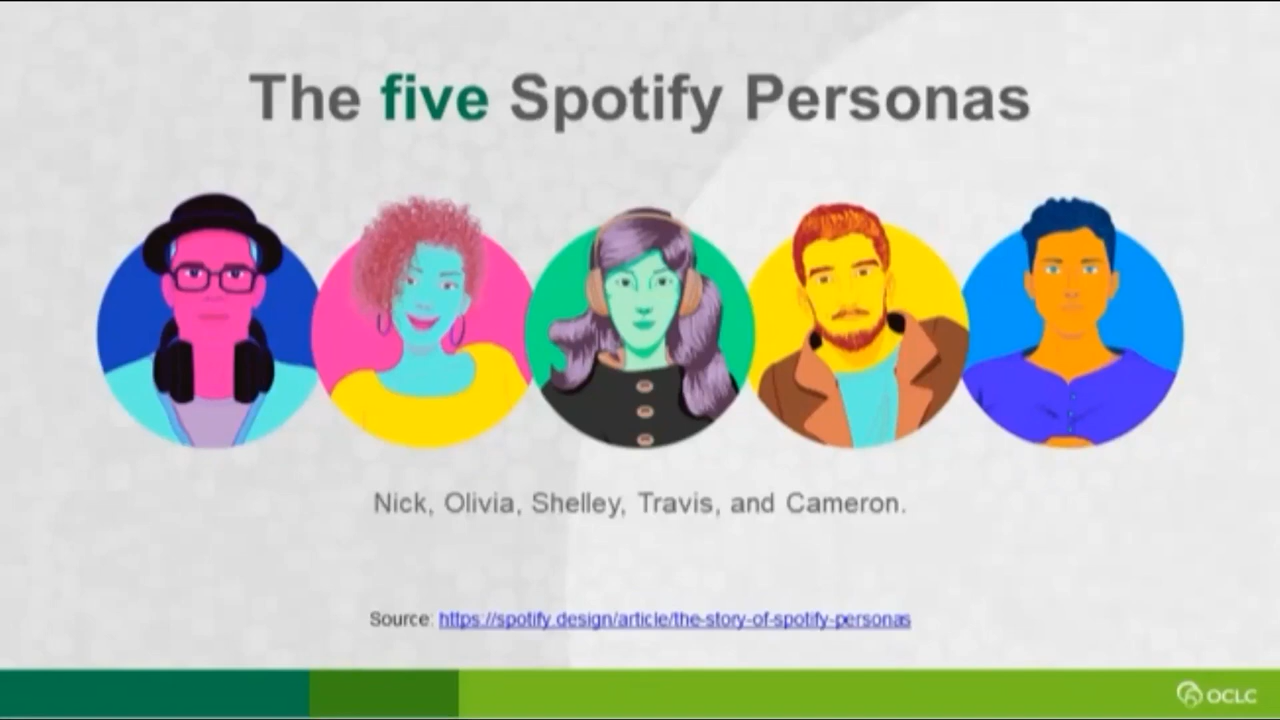 The five Spotify Personas
Nick, Olivia, Shelley, Travis, and Cameron.
Source: https://spotify.design/article/the-story-of-spotify-personas
OCLC